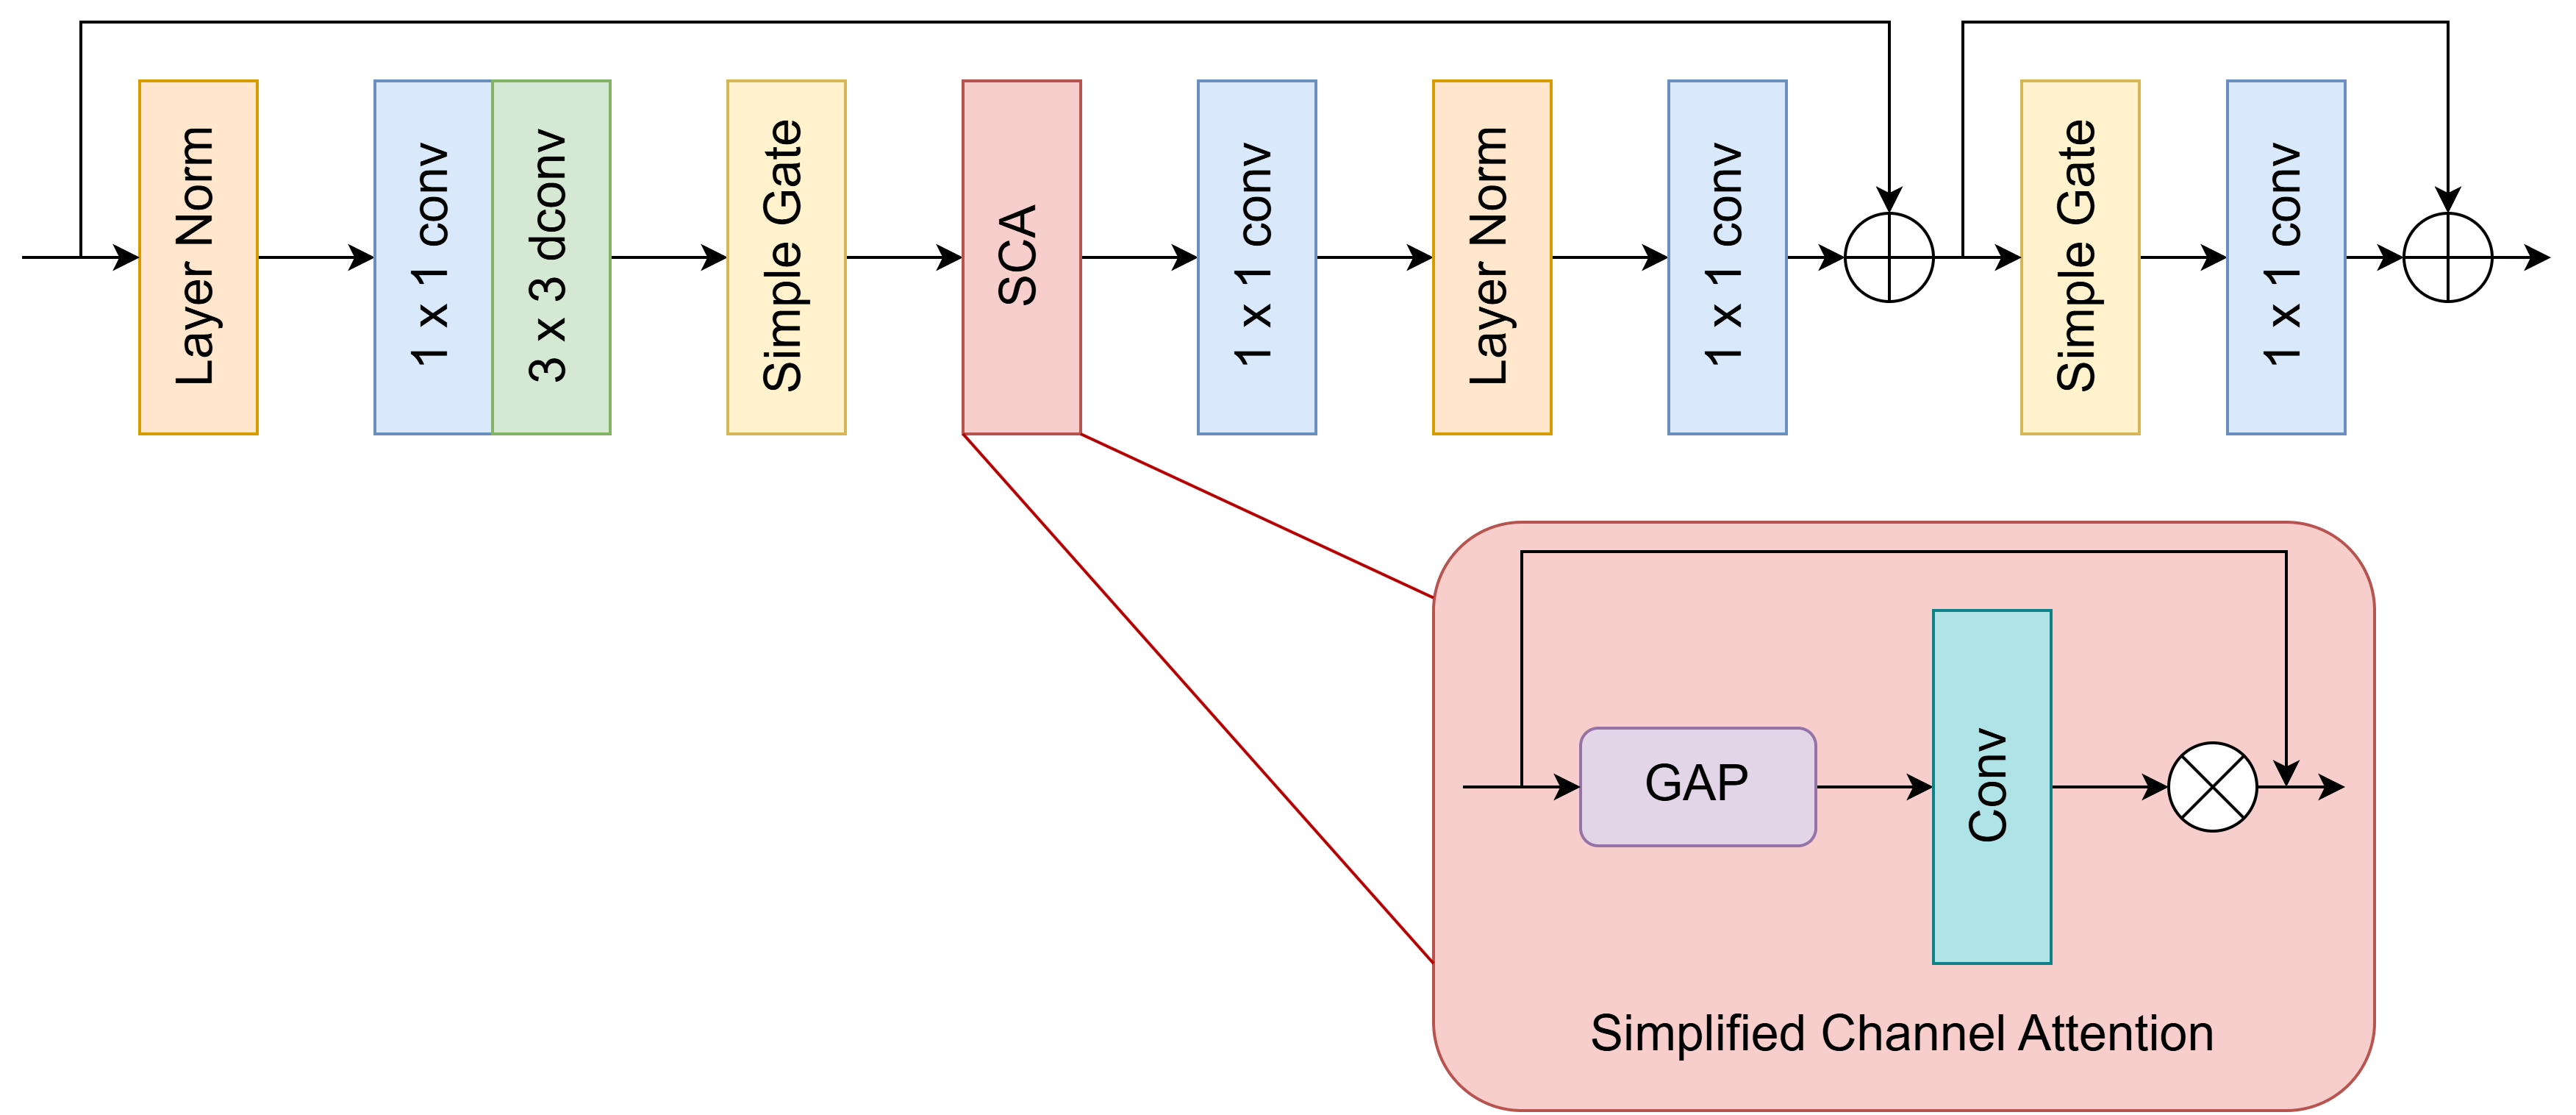 Layer Norm
1 x 1 conv
3 x 3 dconv
Simple Gate
SCA
1 x 1 conv
Layer Norm
1 x 1 conv
Simple Gate
1 x 1 conv
GAP
Conv
Simplified Channel Attention